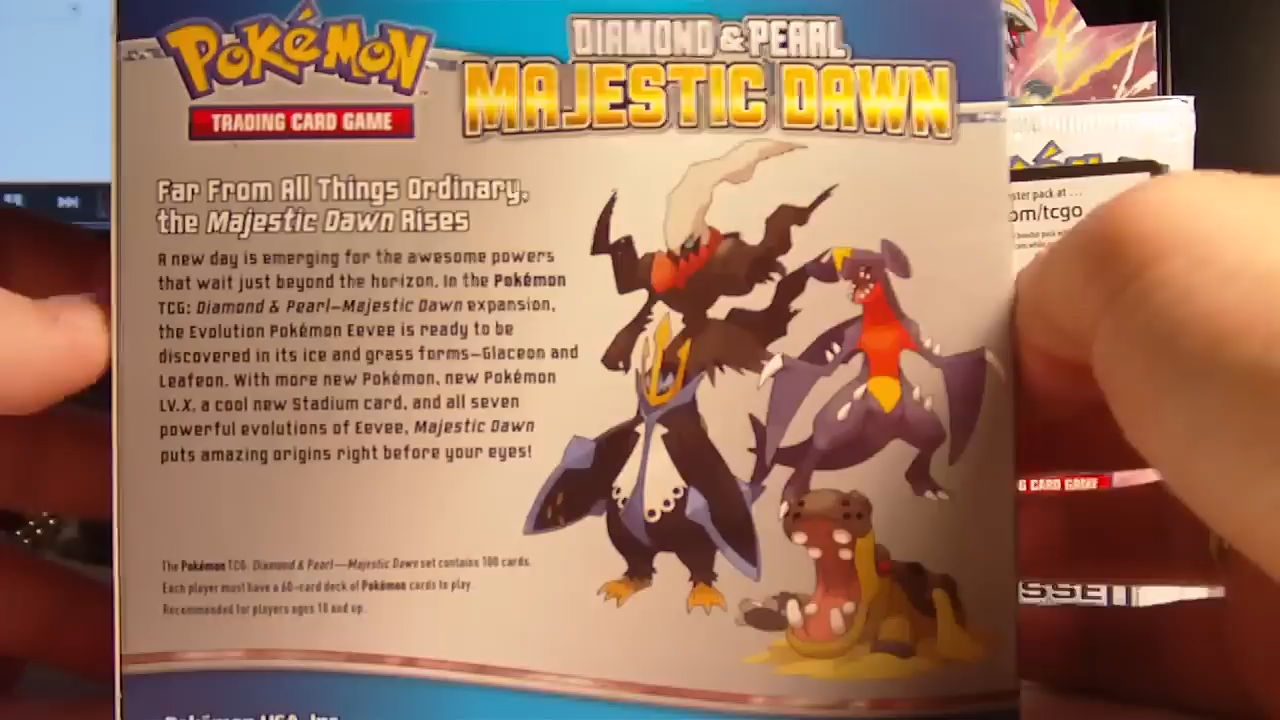 Pokémon
TRADING CARD GAME
DIAMOND & PEARL
MAJESTIC DAWN
Far From All Things Ordinary,
the Majestic Dawn Rises
A new day is emerging for the awesome powers
that wait just beyond the horizon. In the Pokémon
TCG: Diamond & Pearl—Majestic Dawn expansion,
the Evolution Pokémon Eevee is ready to be
discovered in its ice and grass forms—Glaceon and
Leafeon. With more new Pokémon, new Pokémon
LV.X, a cool new Stadium card, and all seven
powerful evolutions of Eevee, Majestic Dawn
puts amazing origins right before your eyes!
The Pokémon TCG: Diamond & Pearl—Majestic Dawn set contains 100 cards.
Each player must have a 60-card deck of Pokémon cards to play.
Recommended for players ages 10 and up.
Pokémon USA, Inc.
ster pack at ...
om/tcgo
G CARD GAME
SSE